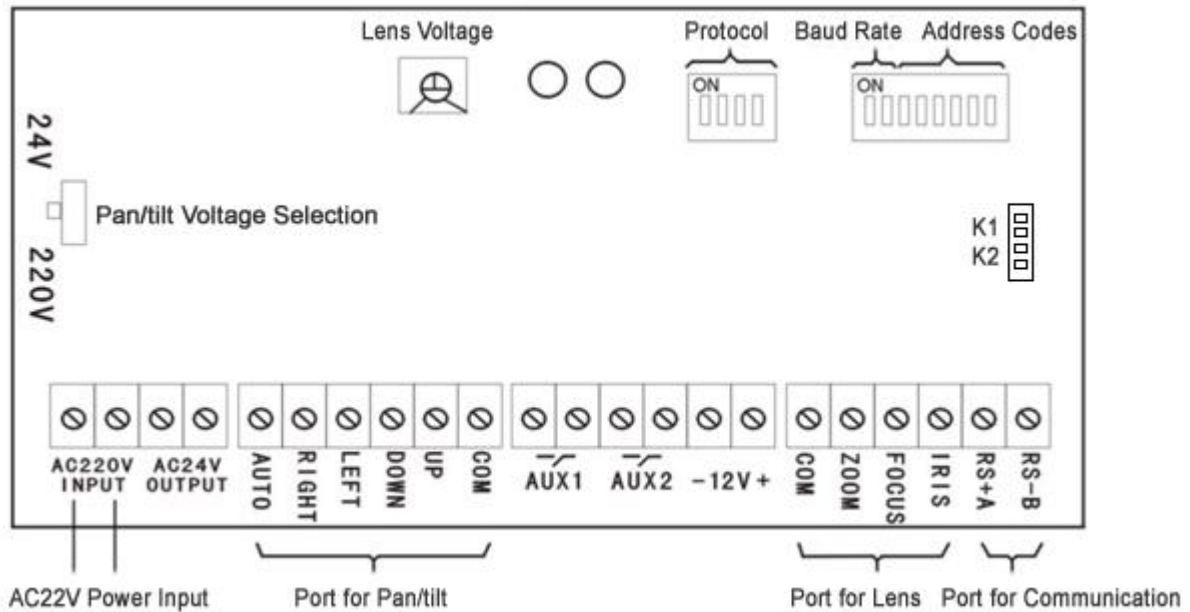 Lens Voltage
Protocol
Baud Rate
Address Codes
ON
ON
24V
Pan/tilt Voltage Selection
220V
K1
K2
AC220V
INPUT
AC24V
OUTPUT
AUTO
RIGHT
LEFT
DOWN
UP
COM
AUX1
AUX2
-12V+
COM
ZOOM
FOCUS
IRIS
RS+A
RS-B
AC22V Power Input
Port for Pan/tilt
Port for Lens
Port for Communication